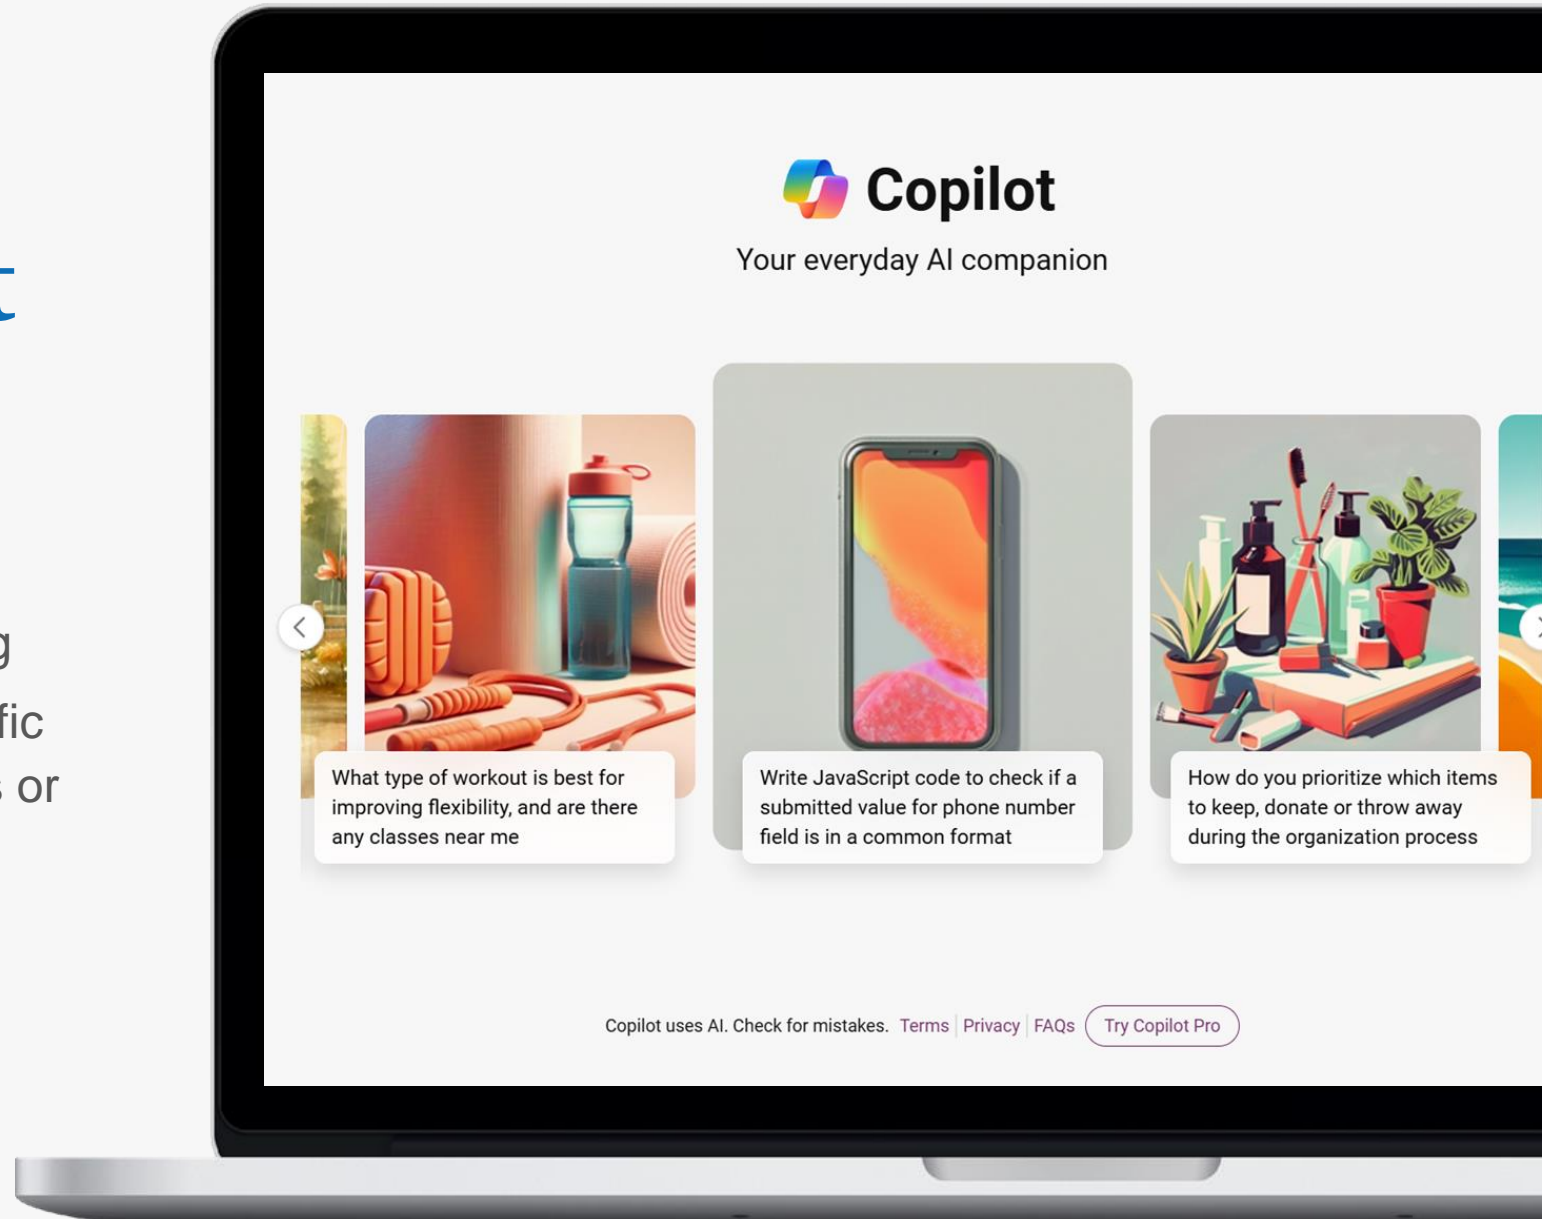 t
g
fic
s or
Copilot
Your everyday AI companion
What type of workout is best for
improving flexibility, and are there
any classes near me
Write JavaScript code to check if a
submitted value for phone number
field is in a common format
How do you prioritize which items
to keep, donate or throw away
during the organization process
Copilot uses AI. Check for mistakes. Terms Privacy FAQs Try Copilot Pro